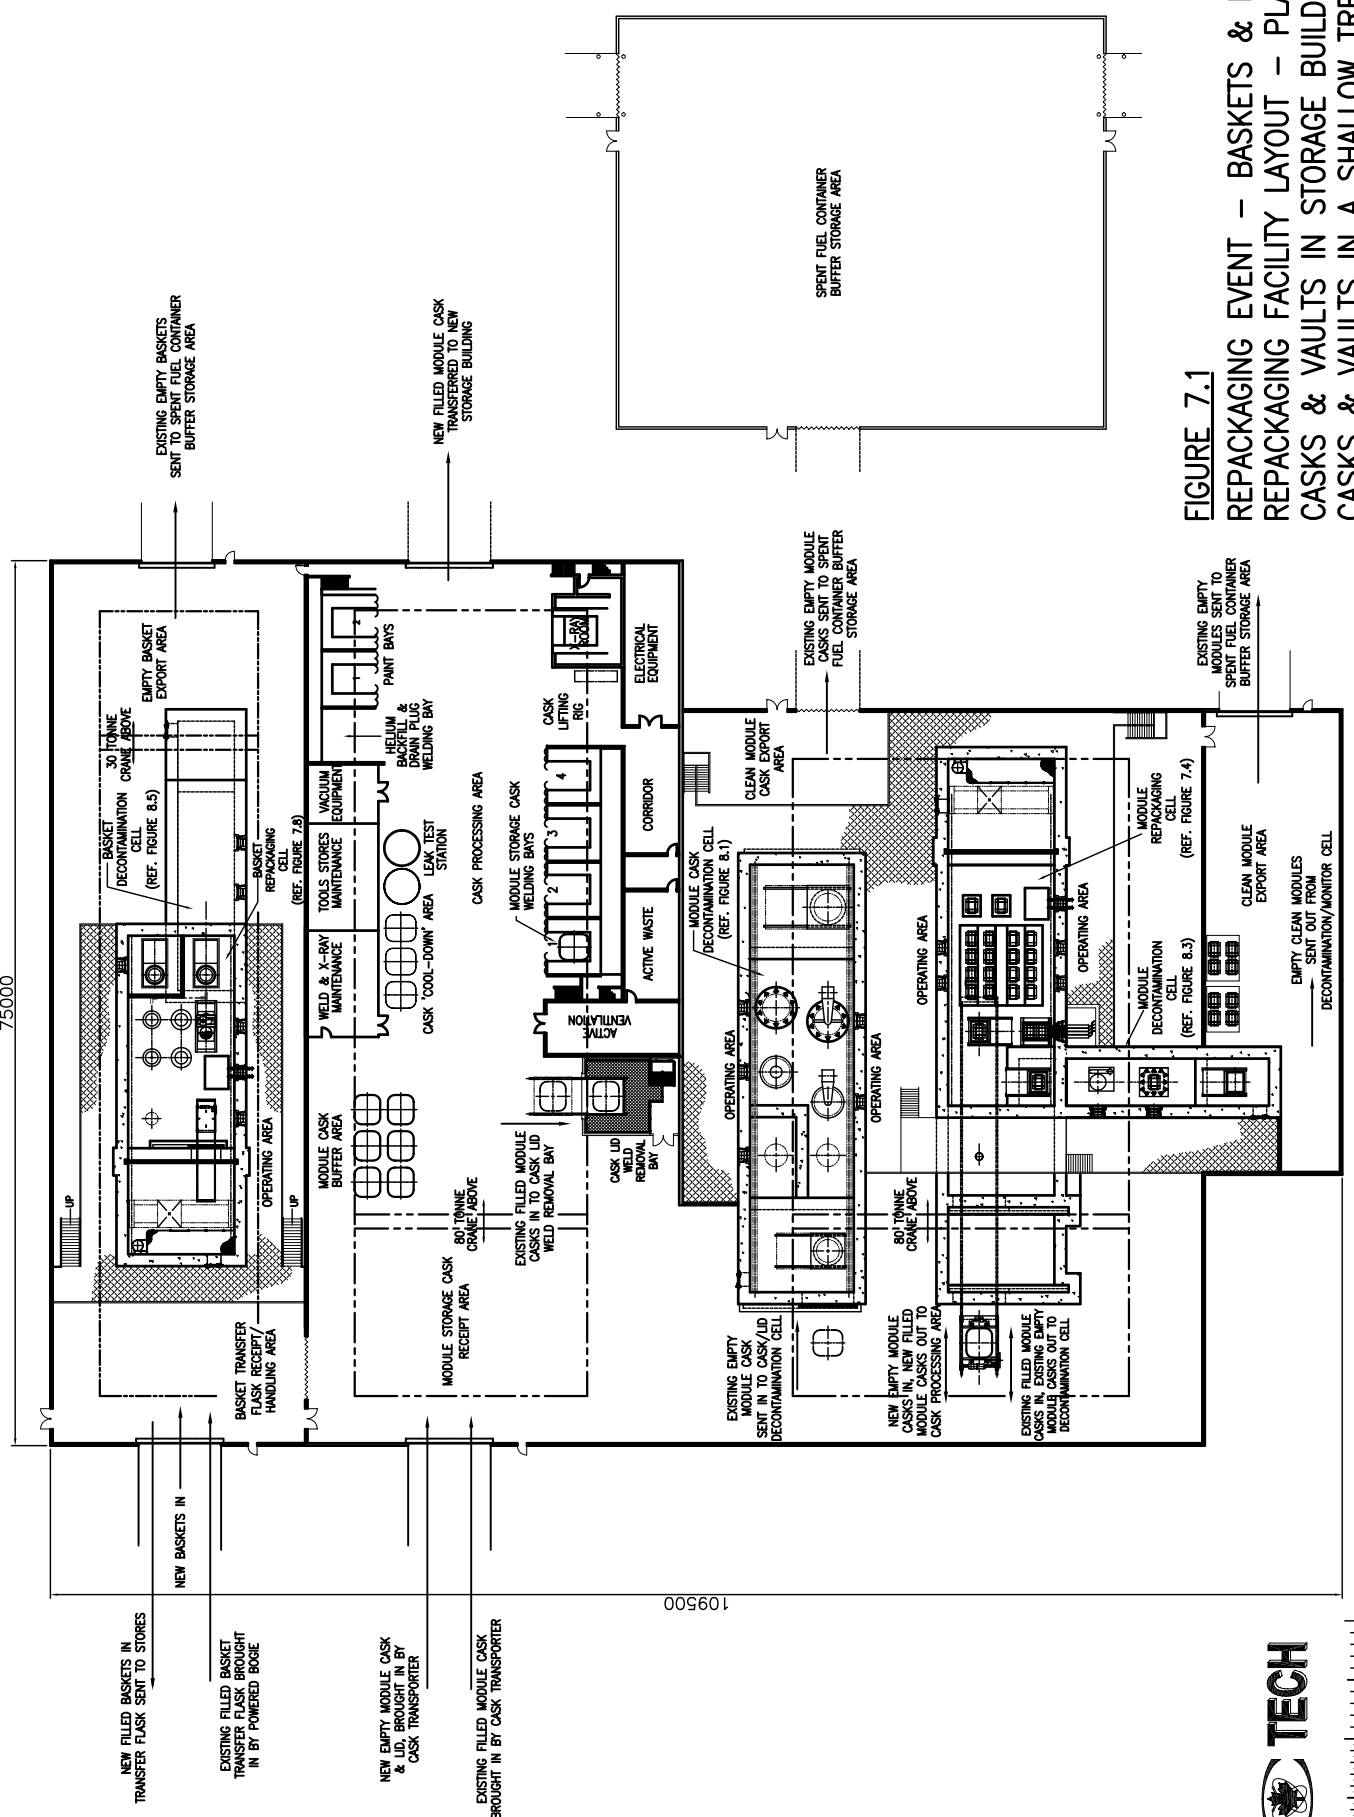 75000
109500
EXISTING EMPTY BASKETS
SENT TO SPENT FUEL CONTAINER
BUFFER STORAGE AREA
NEW FILLED MODULE CASK
TRANSFERRED TO NEW
STORAGE BUILDING
SPENT FUEL CONTAINER
BUFFER STORAGE AREA
30 TONNE
CRANE ABOVE
EMPTY BASKET
EXPORT AREA
BASKET
DECONTAMINATION
CELL
(REF. FIGURE 8.5)
BASKET
REPACKAGING
CELL
(REF. FIGURE 7.8)
OPERATING AREA
UP
UP
BASKET TRANSFER
FLASK RECEIPT/
HANDLING AREA
NEW BASKETS IN
NEW FILLED BASKETS IN
TRANSFER FLASK SENT TO STORES
EXISTING FILLED BASKET
TRANSFER FLASK BROUGHT
IN BY POWERED BOGIE
NEW EMPTY MODULE CASK
& LID, BROUGHT IN BY
CASK TRANSPORTER
EXISTING FILLED MODULE CASK
BROUGHT IN BY CASK TRANSPORTER
1
2
PAINT BAYS
HELIUM
BACKFILL &
DRAIN PLUG
WELDING BAY
VACUUM
EQUIPMENT
TOOLS STORES
MAINTENANCE
WELD & X-RAY
MAINTENANCE
LEAK TEST
STATION
CASK 'COOL-DOWN' AREA
CASK PROCESSING AREA
MODULE STORAGE CASK
WELDING BAYS
1
2
3
4
CASK
LIFTING
RIG
X-RAY
ROOM
ELECTRICAL
EQUIPMENT
CORRIDOR
ACTIVE WASTE
ACTIVE
VENTILATION
MODULE CASK
BUFFER AREA
EXISTING FILLED MODULE
CASKS IN TO CASK LID
WELD REMOVAL BAY
CASK LID
WELD
REMOVAL
BAY
80 TONNE
CRANE ABOVE
MODULE STORAGE CASK
RECEIPT AREA
EXISTING EMPTY MODULE
CASKS SENT TO SPENT
FUEL CONTAINER BUFFER
STORAGE AREA
CLEAN MODULE
CASK EXPORT
AREA
MODULE CASK
DECONTAMINATION CELL
(REF. FIGURE 8.1)
OPERATING AREA
OPERATING AREA
EXISTING EMPTY
MODULE CASK
SENT IN TO CASK/LID
DECONTAMINATION CELL
80 TONNE
CRANE ABOVE
NEW EMPTY MODULE
CASKS IN, NEW FILLED
MODULE CASKS OUT TO
CASK PROCESSING AREA
EXISTING FILLED MODULE
CASKS IN, EXISTING EMPTY
MODULE CASKS OUT TO
DECONTAMINATION CELL
OPERATING AREA
OPERATING AREA
MODULE
REPACKAGING
CELL
(REF. FIGURE 7.4)
MODULE
DECONTAMINATION
CELL
(REF. FIGURE 8.3)
EXISTING EMPTY
MODULES SENT TO
SPENT FUEL CONTAINER
BUFFER STORAGE AREA
CLEAN MODULE
EXPORT AREA
EMPTY CLEAN MODULES
SENT OUT FROM
DECONTAMINATION/MONITOR CELL
FIGURE 7.1
REPACKAGING EVENT - BASKETS &
REPACKAGING FACILITY LAYOUT -
CASKS & VAULTS IN STORAGE
CASKS & VAULTS IN A SHALLOW
TECH